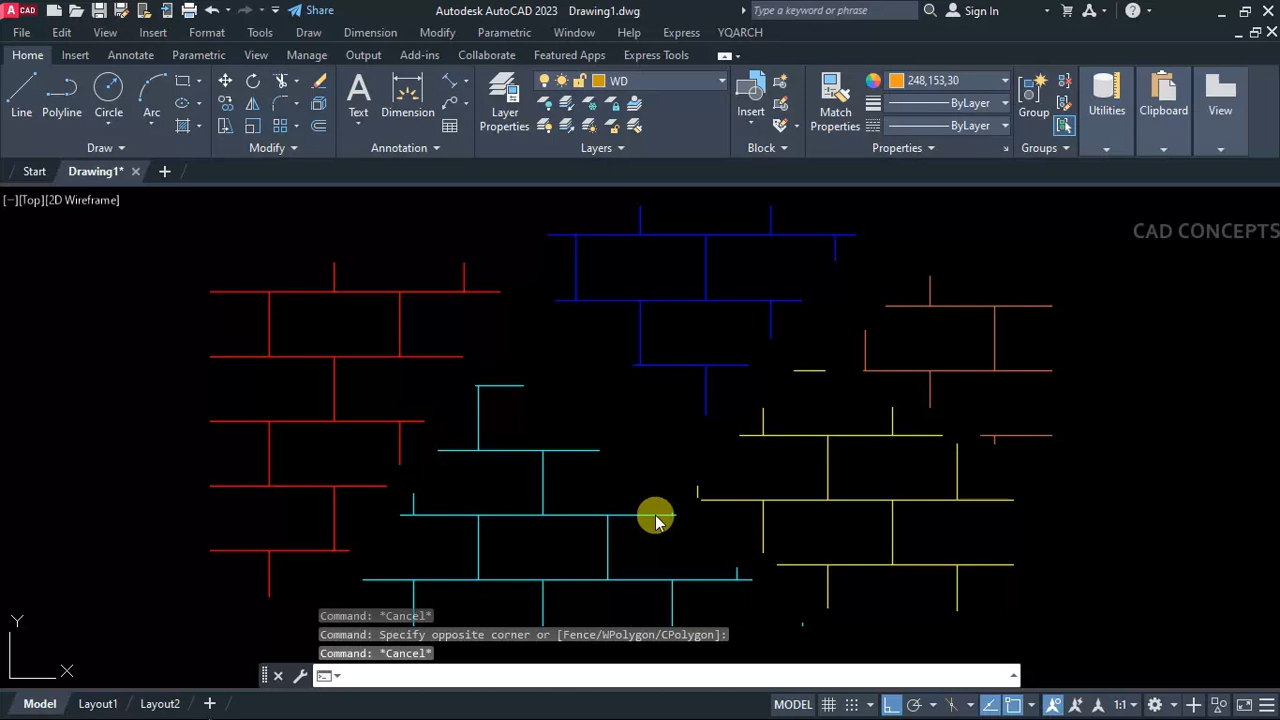 CAD
Share
Autodesk AutoCAD 2023 Drawing1.dwg
Type a keyword or phrase
Sign In
File Edit View Insert Format Tools Draw Dimension Modify Parametric Window Help Express YQARCH
Home Insert Annotate Parametric View Manage Output Add-ins Collaborate Featured Apps Express Tools
WD
248,153,30
ByLayer
ByLayer
Line Polyline Circle Arc
Text Dimension
Layer Properties
Insert
Match Properties
Group
Utilities
Clipboard
View
Draw Modify Annotation Layers Block Properties Groups
Start Drawing1*
[−][Top][2D Wireframe]
CAD CONCEPTS
Y
X
Command: *Cancel*
Command: Specify opposite corner or [Fence/WPolygon/CPolygon]:
Command: *Cancel*
Model Layout1 Layout2
MODEL
1:1